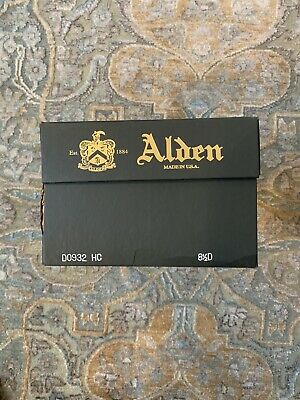 Est. 1884 Alden
MADE IN U.S.A.
D0932 HC 8½D